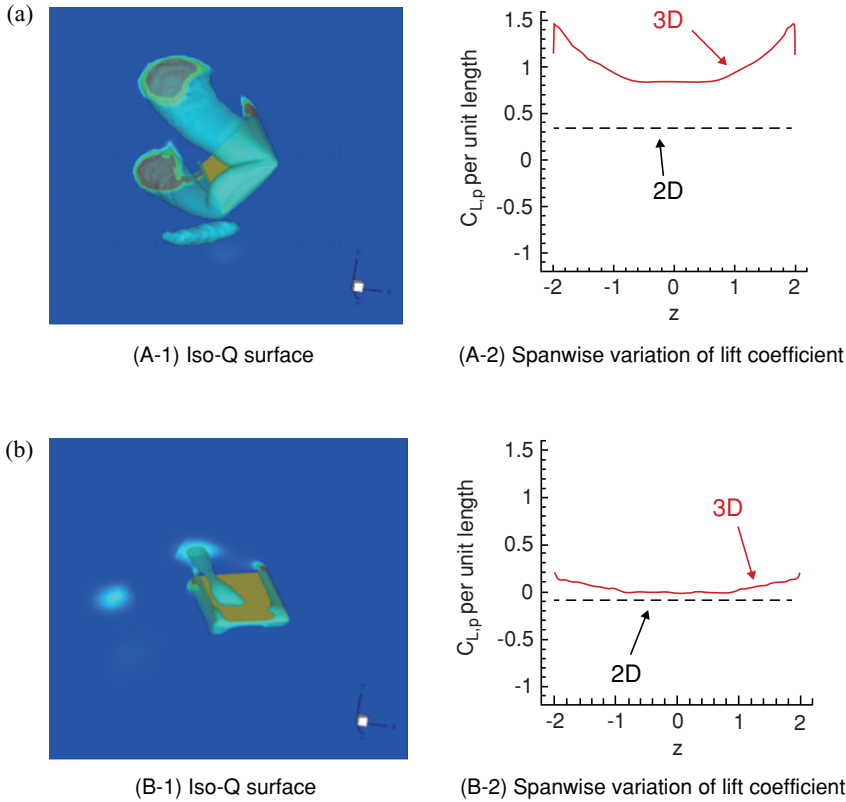 (a)
1.5
1
0.5
0
-0.5
-1
C_{L,p} per unit length
3D
2D
-2 -1 0 1 2
z
(A-1) Iso-Q surface
(A-2) Spanwise variation of lift coefficient
(b)
1.5
1
0.5
0
-0.5
-1
C_{L,p} per unit length
3D
2D
-2 -1 0 1 2
z
(B-1) Iso-Q surface
(B-2) Spanwise variation of lift coefficient